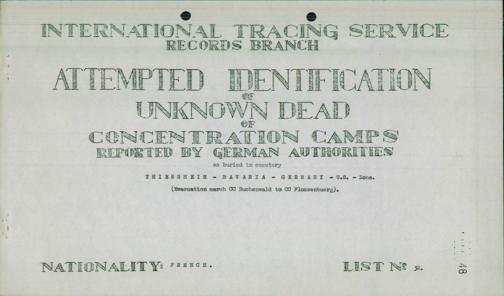 INTERNATIONAL TRACING SERVICE
RECORDS BRANCH
ATTEMPTED IDENTIFICATION
OF
UNKNOWN DEAD
OF
CONCENTRATION CAMPS
REPORTED BY GERMAN AUTHORITIES
as buried in cemetery
THIERSHEIM - BAVARIA - GERMANY - U.S. - Zone.
(Evacuation march CC Buchenwald to CC Flossenbuerg).
NATIONALITY: FRENCH.
LIST Nº
48